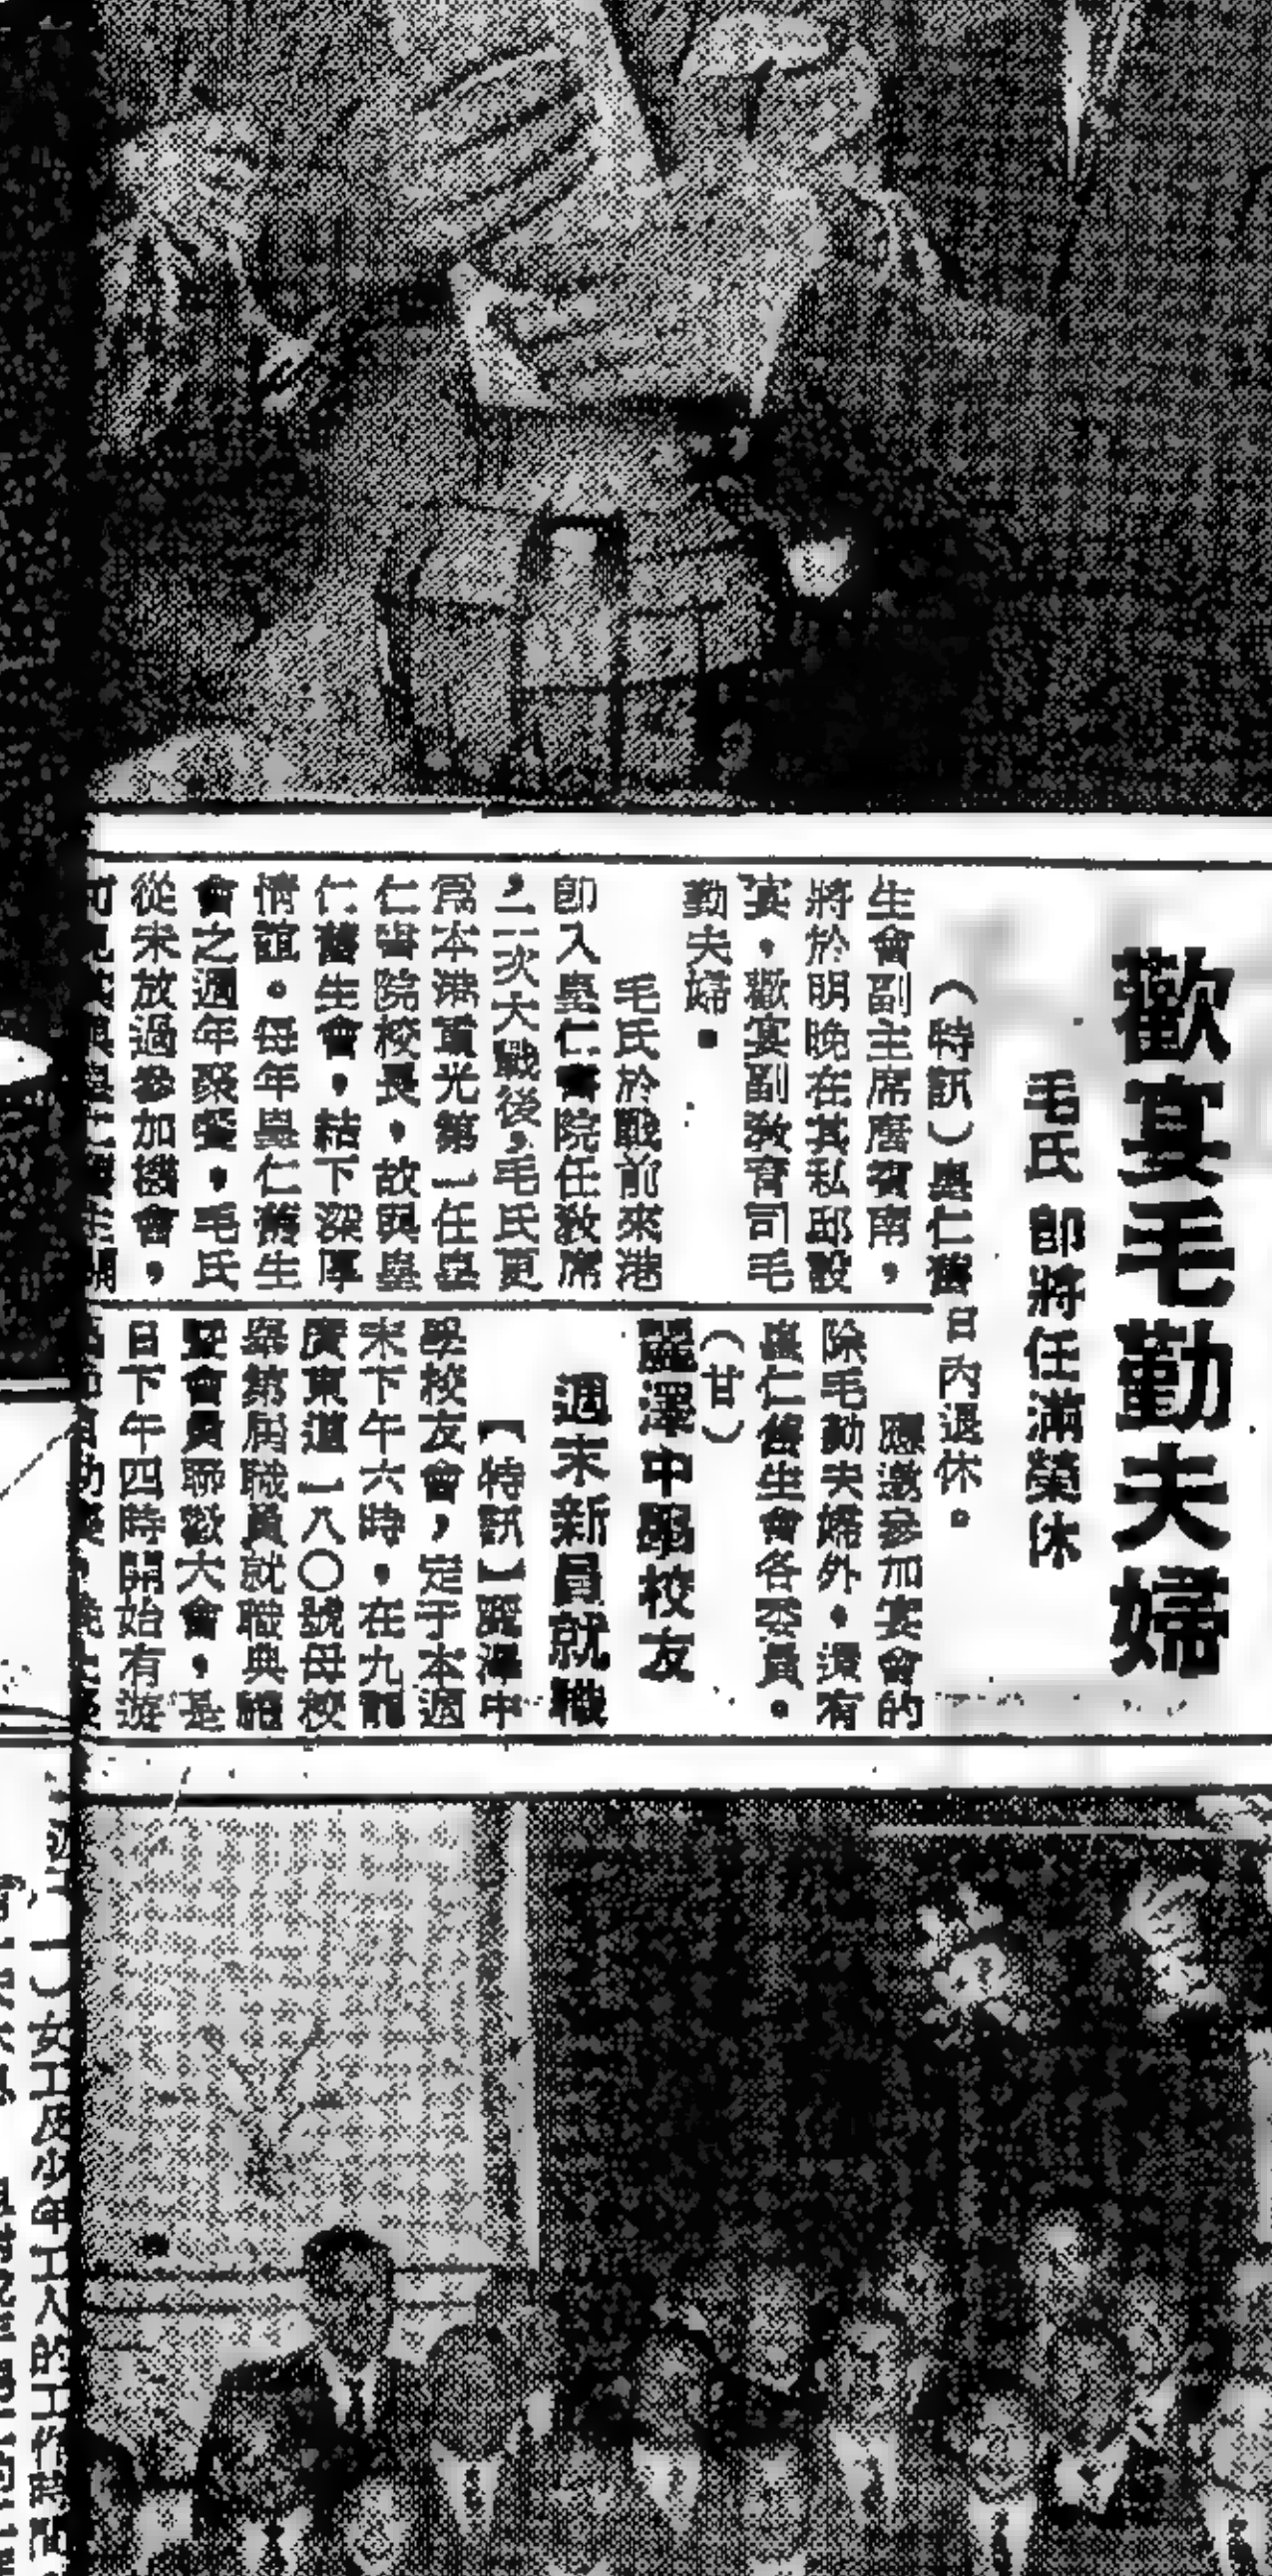 歡宴毛勤夫婦
毛氏即將任滿榮休
（特訊）皇仁舊
生會副主席 南，
將於明晚在其私邸設
宴，歡宴副教育司毛
勤夫婦。
毛氏於戰前來港
即入皇仁書院任教席
，二次大戰後，毛氏更
為本港重光第一任皇
仁書院校長，故與皇
仁舊生會，結下深厚
情誼。每年皇仁舊生
會之週年聚餐，毛氏
從未放過參加機會，
日內退休。
應邀參加宴會的
除毛勤夫婦外，還有
皇仁舊生會各委員。
（甘）
麗澤中學校友
週末新員就職
【特訊】麗澤中
學校友會，定于本週
末下午六時，在九龍
廣東道一八〇號母校
舉第 屆職員就職典禮
暨會員聯歡大會，是
日下午四時開始有遊
一）女工及少年工人的工作時間